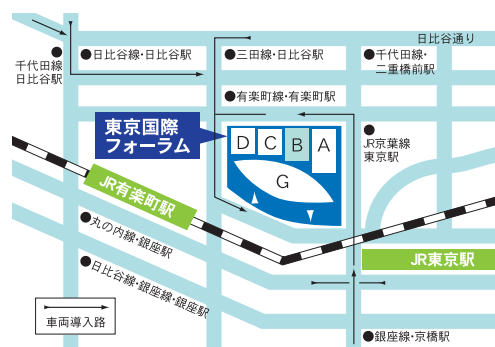 日比谷通り
千代田線
日比谷駅
日比谷線・日比谷駅
三田線・日比谷駅
千代田線・
二重橋前駅
有楽町線・有楽町駅
東京国際
フォーラム
D
C
B
A
G
JR京葉線
東京駅
JR有楽町駅
丸の内線・銀座駅
日比谷線・銀座線・銀座駅
JR東京駅
車両導入路
銀座線・京橋駅